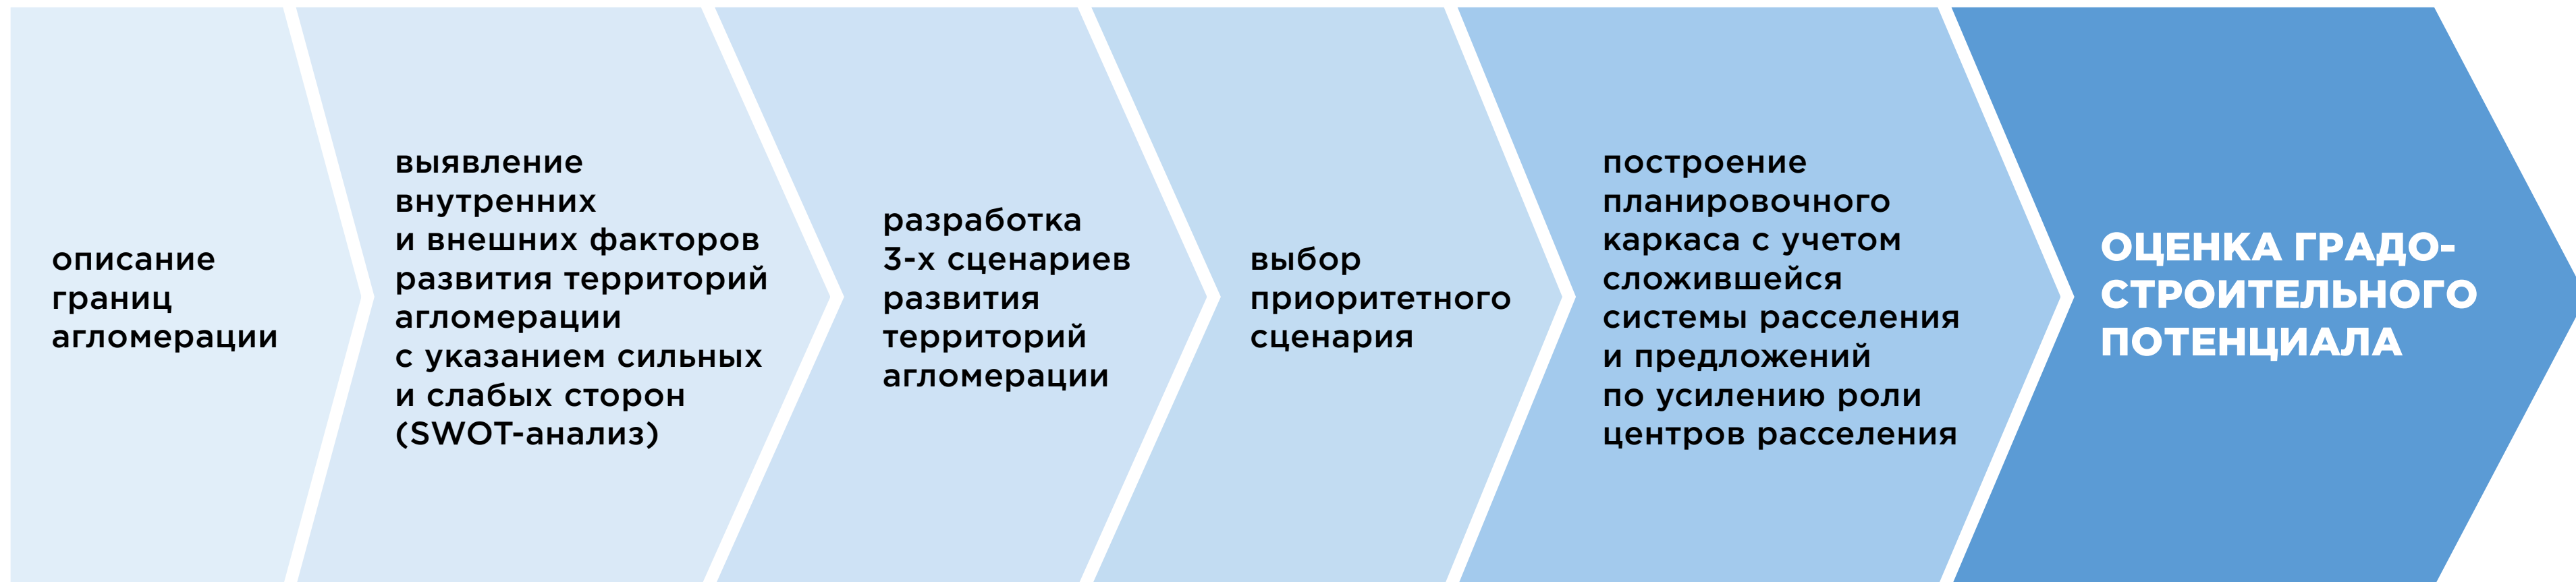 описание
границ
агломерации
выявление
внутренних
и внешних факторов
развития территорий
агломерации
с указанием сильных
и слабых сторон
(SWOT-анализ)
разработка
3-х сценариев
развития
территорий
агломерации
выбор
приоритетного
сценария
построение
планировочного
каркаса с учетом
сложившейся
системы расселения
и предложений
по усилению роли
центров расселения
ОЦЕНКА ГРАДО-
СТРОИТЕЛЬНОГО
ПОТЕНЦИАЛА